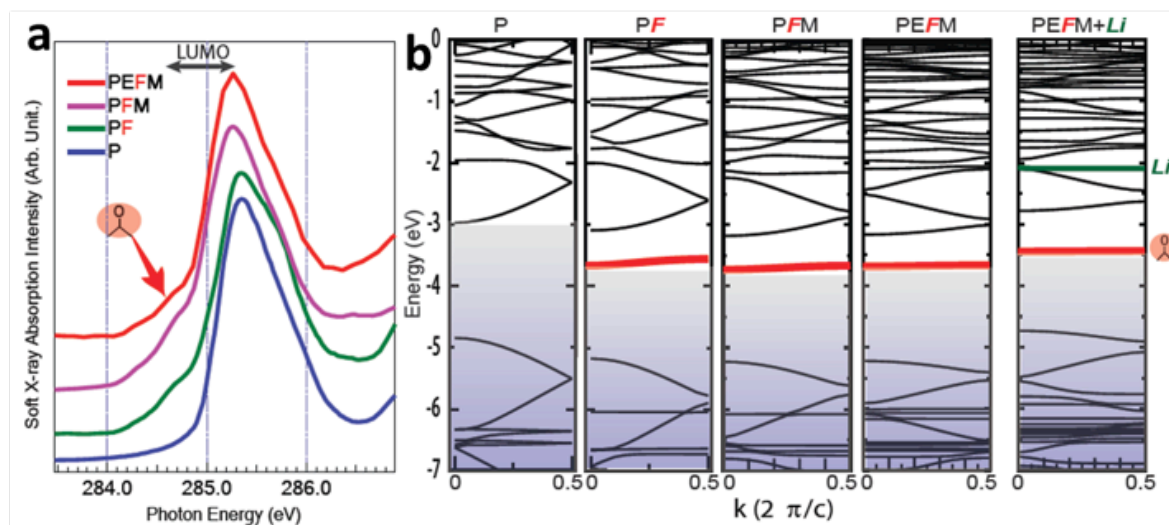 a
LUMO
PEFM
PFM
PF
P
O
Soft X-ray Absorption Intensity (Arb. Unit.)
284.0 285.0 286.0
Photon Energy (eV)
b
P PF PFM PEFM PEFM+Li
0
-1
-2
-3
-4
-5
-6
-7
Energy (eV)
Li
O
0 0.5 0 0.5 0 0.5 0 0.5 0 0.5
k (2 π/c)